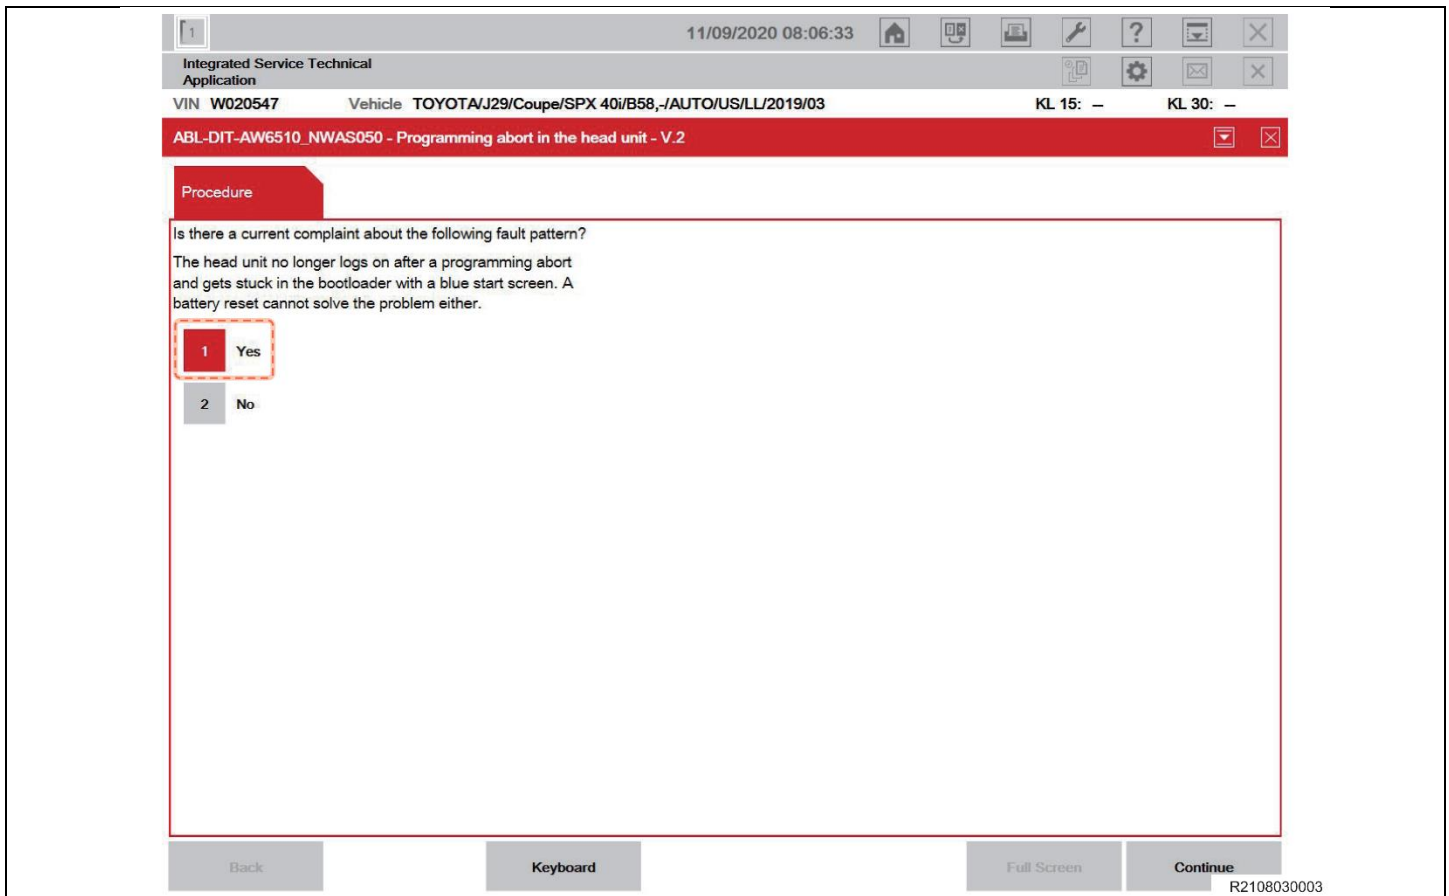 1
11/09/2020 08:06:33
?
Integrated Service Technical
Application
VIN W020547 Vehicle TOYOTA/J29/Coupe/SPX 40i/B58,-/AUTO/US/LL/2019/03 KL 15: – KL 30: –
ABL-DIT-AW6510_NWAS050 - Programming abort in the head unit - V.2
Procedure
Is there a current complaint about the following fault pattern?
The head unit no longer logs on after a programming abort
and gets stuck in the bootloader with a blue start screen. A
battery reset cannot solve the problem either.
1 Yes
2 No
Back Keyboard Full Screen Continue
R2108030003